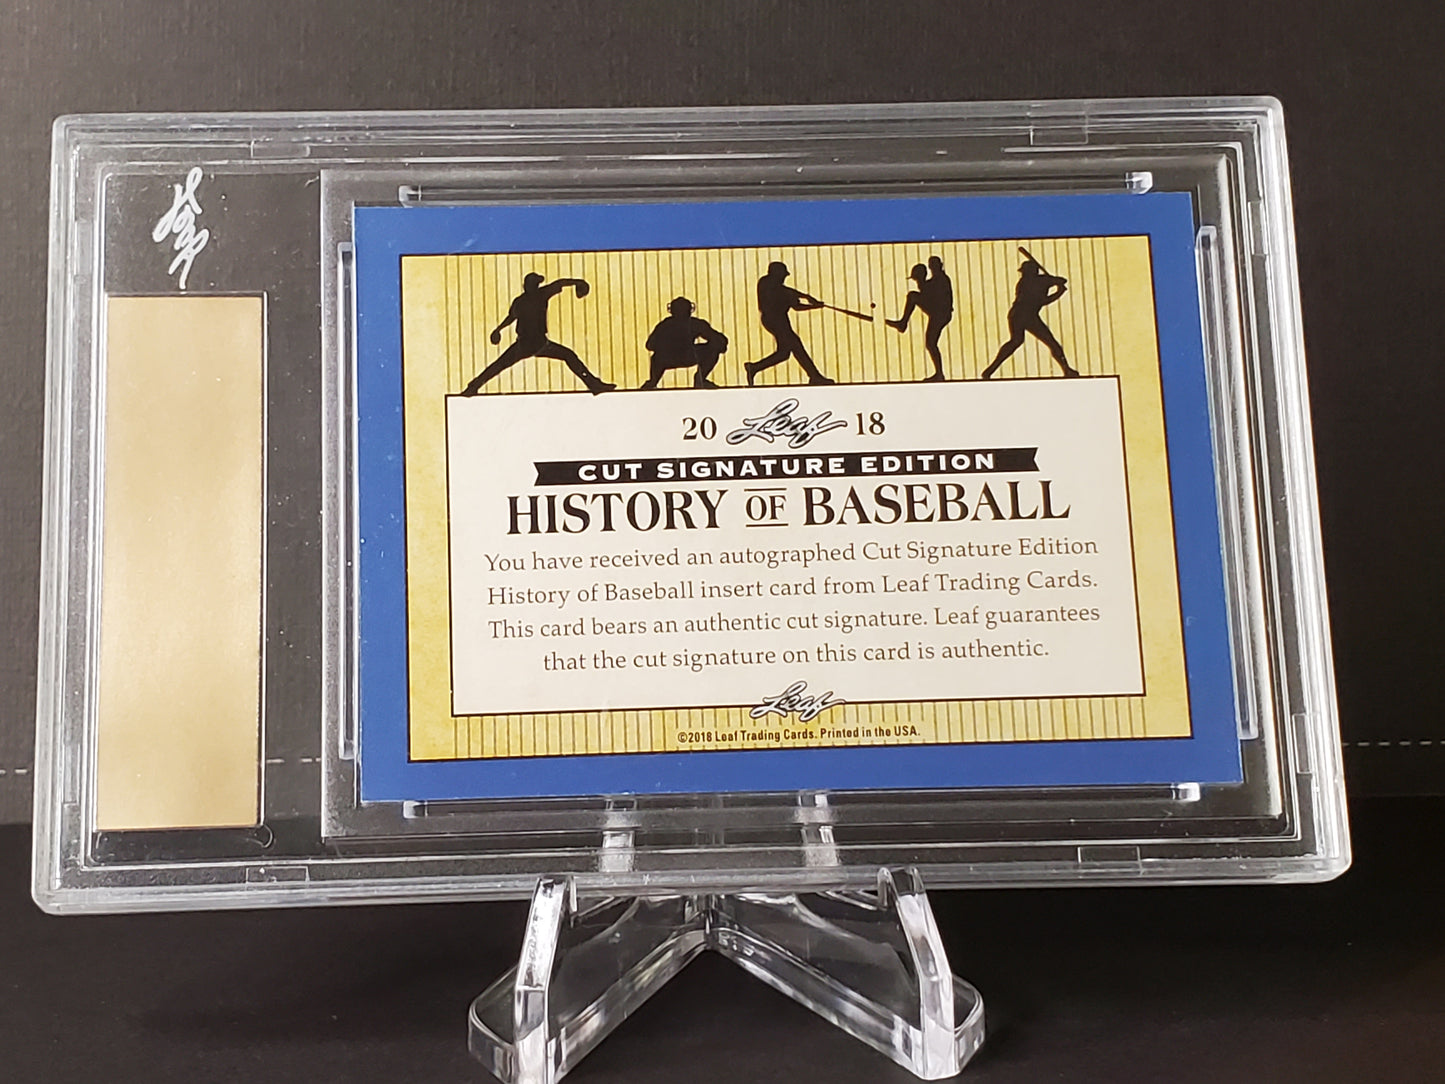 Leaf
20 Leaf 18
CUT SIGNATURE EDITION
HISTORY OF BASEBALL
You have received an autographed Cut Signature Edition
History of Baseball insert card from Leaf Trading Cards.
This card bears an authentic cut signature. Leaf guarantees
that the cut signature on this card is authentic.
Leaf
©2018 Leaf Trading Cards. Printed in the USA.